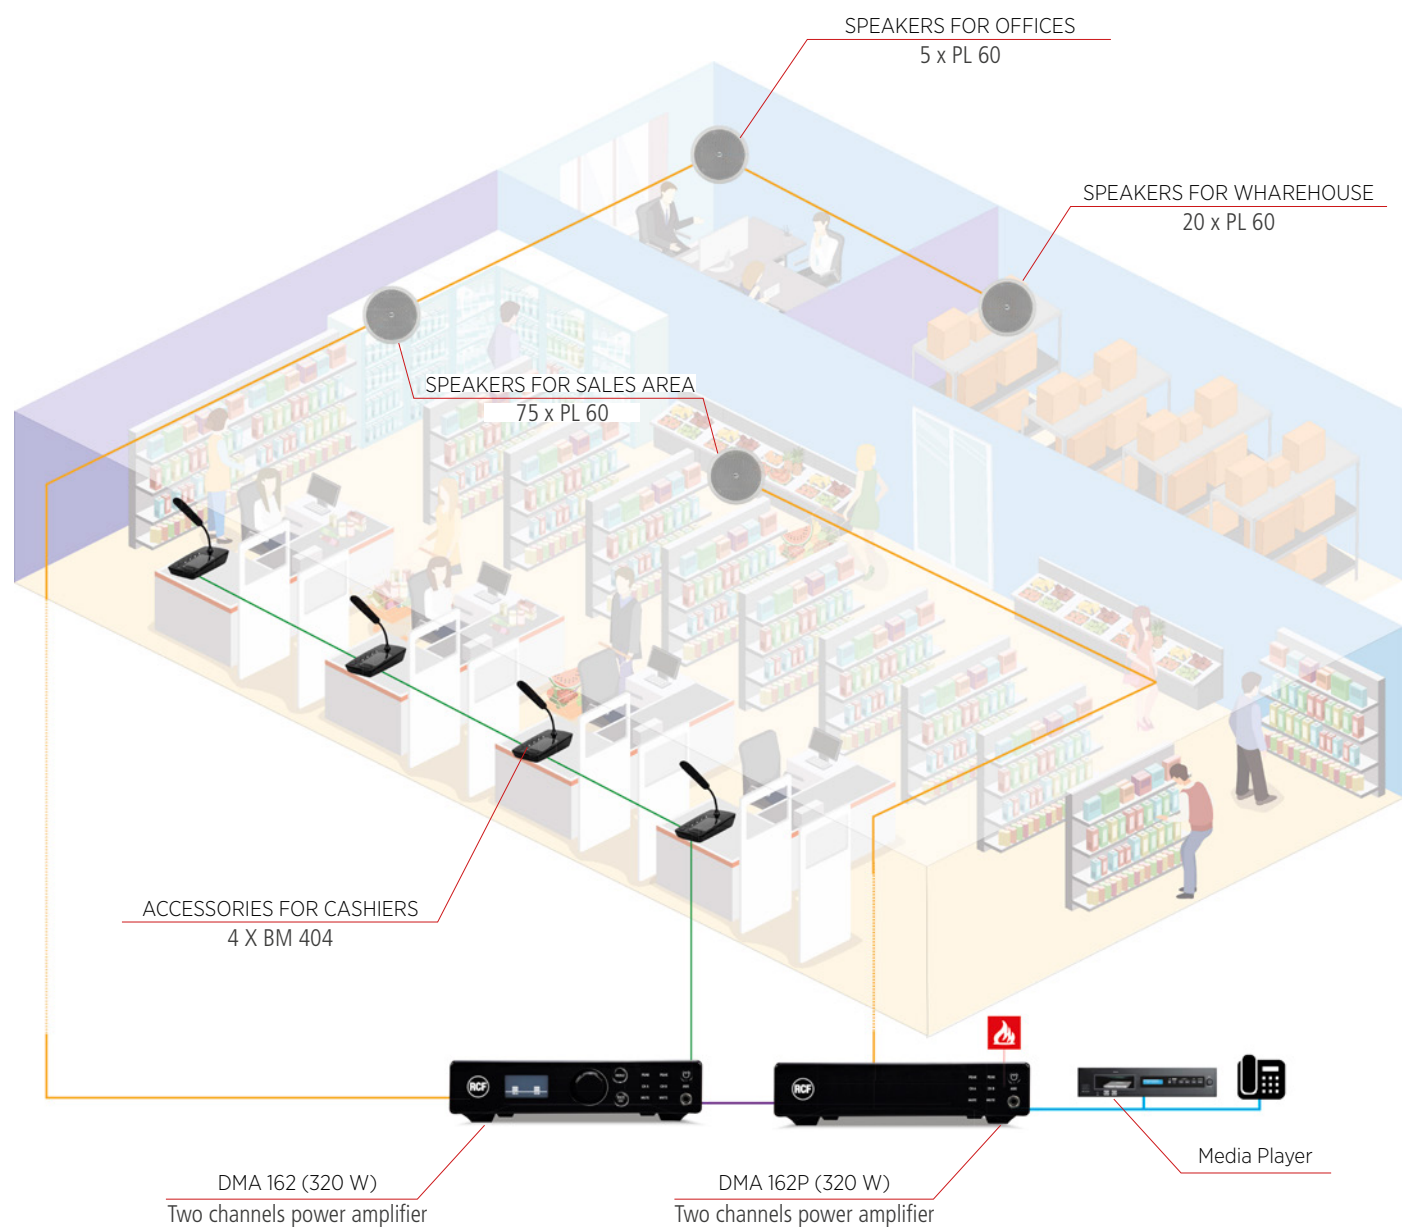 SPEAKERS FOR OFFICES
5 x PL 60
SPEAKERS FOR WHAREHOUSE
20 x PL 60
SPEAKERS FOR SALES AREA
75 x PL 60
ACCESSORIES FOR CASHIERS
4 X BM 404
RCF
RCF
Media Player
DMA 162 (320 W)
Two channels power amplifier
DMA 162P (320 W)
Two channels power amplifier